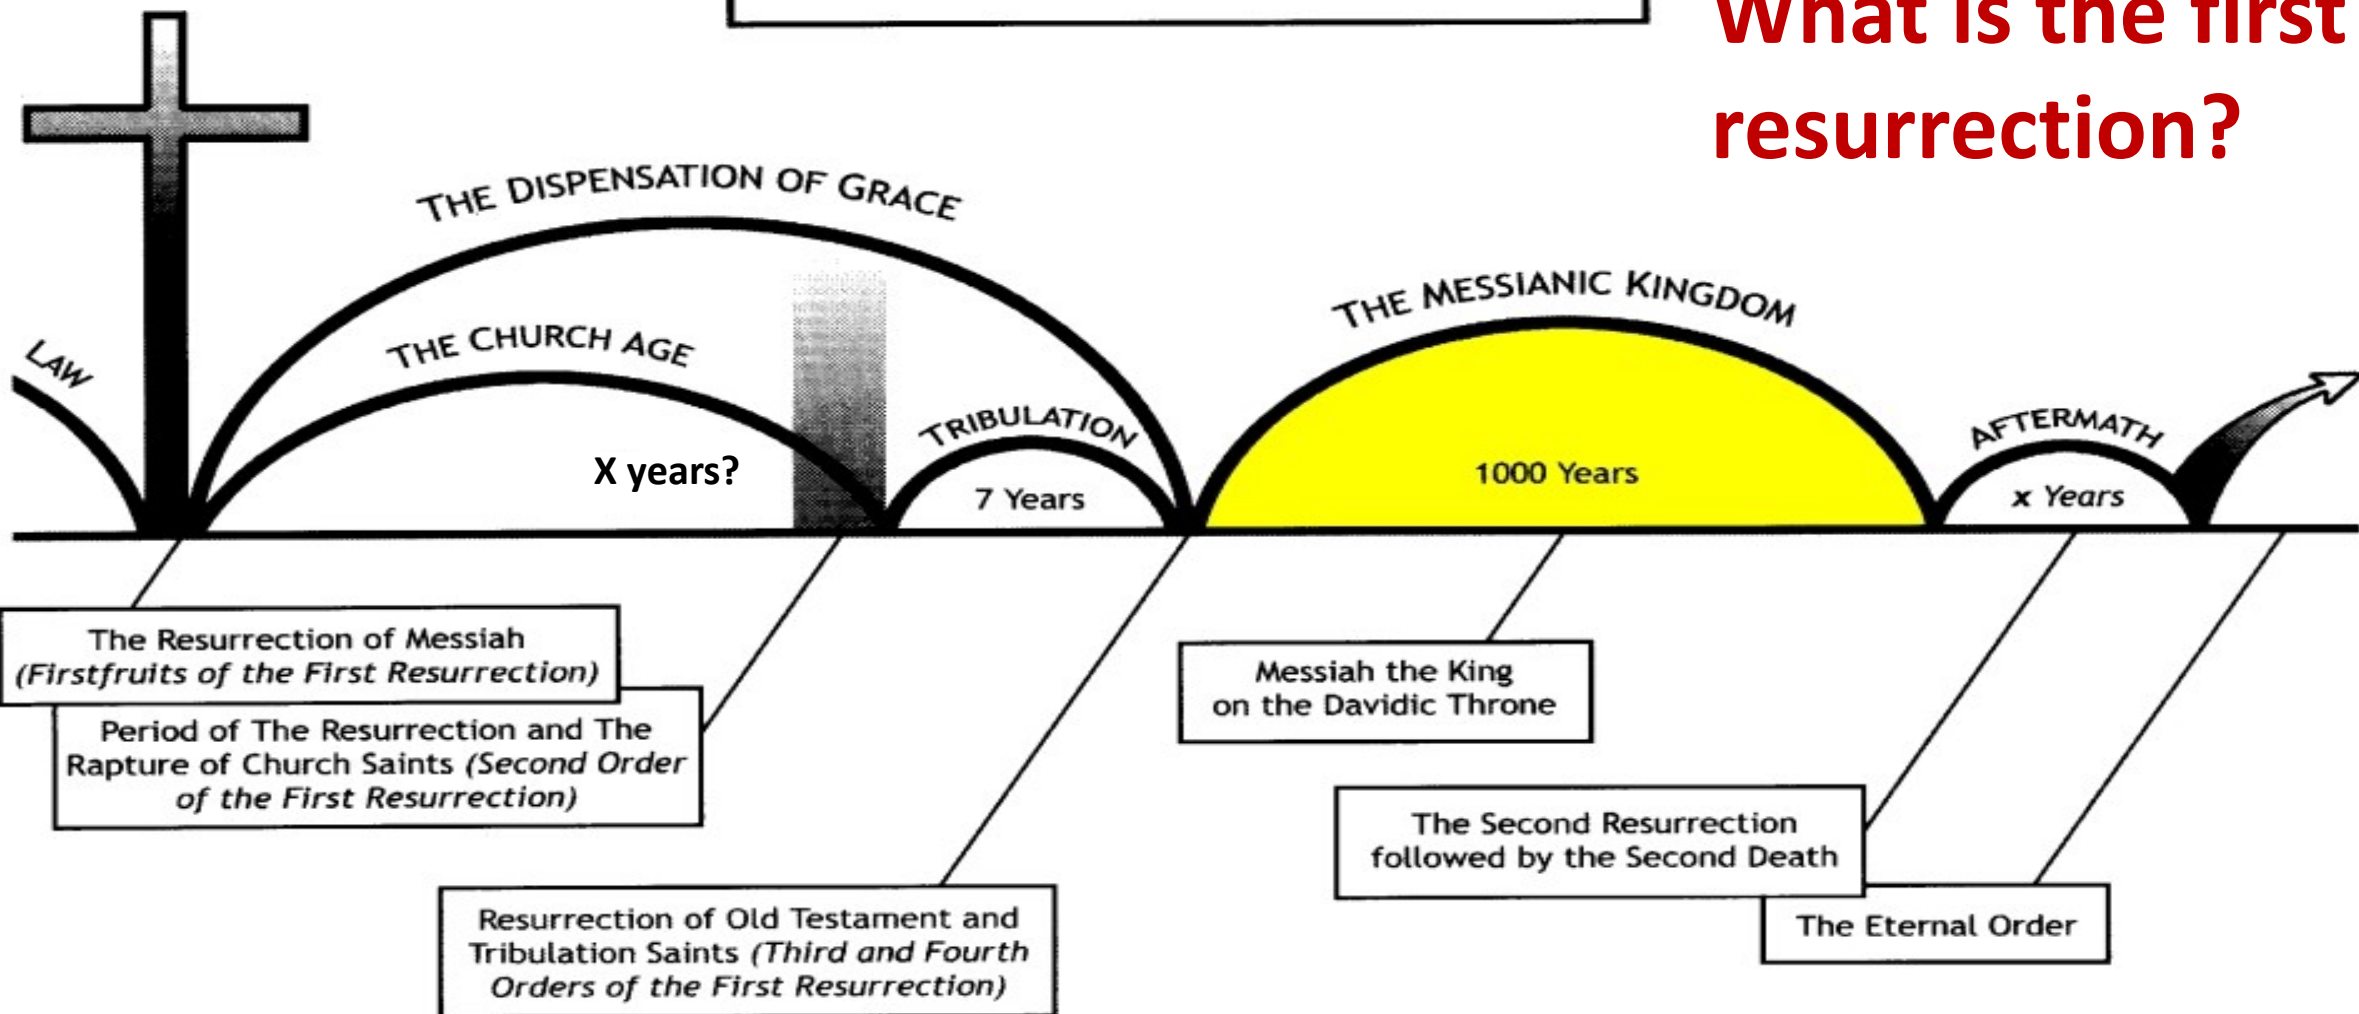 What is the first
resurrection?
THE DISPENSATION OF GRACE
THE MESSIANIC KINGDOM
THE CHURCH AGE
LAW
TRIBULATION
AFTERMATH
X years?
7 Years
1000 Years
x Years
The Resurrection of Messiah
(Firstfruits of the First Resurrection)
Period of The Resurrection and The
Rapture of Church Saints (Second Order
of the First Resurrection)
Resurrection of Old Testament and
Tribulation Saints (Third and Fourth
Orders of the First Resurrection)
Messiah the King
on the Davidic Throne
The Second Resurrection
followed by the Second Death
The Eternal Order